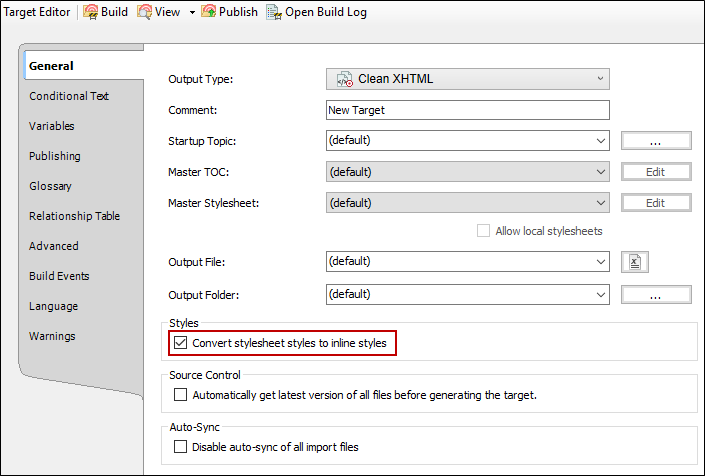 Target Editor Build View Publish Open Build Log
General
Conditional Text
Variables
Publishing
Glossary
Relationship Table
Advanced
Build Events
Language
Warnings
Output Type: Clean XHTML
Comment: New Target
Startup Topic: (default) ...
Master TOC: (default) Edit
Master Stylesheet: (default) Edit
Allow local stylesheets
Output File: (default)
Output Folder: (default) ...
Styles
Convert stylesheet styles to inline styles
Source Control
Automatically get latest version of all files before generating the target.
Auto-Sync
Disable auto-sync of all import files